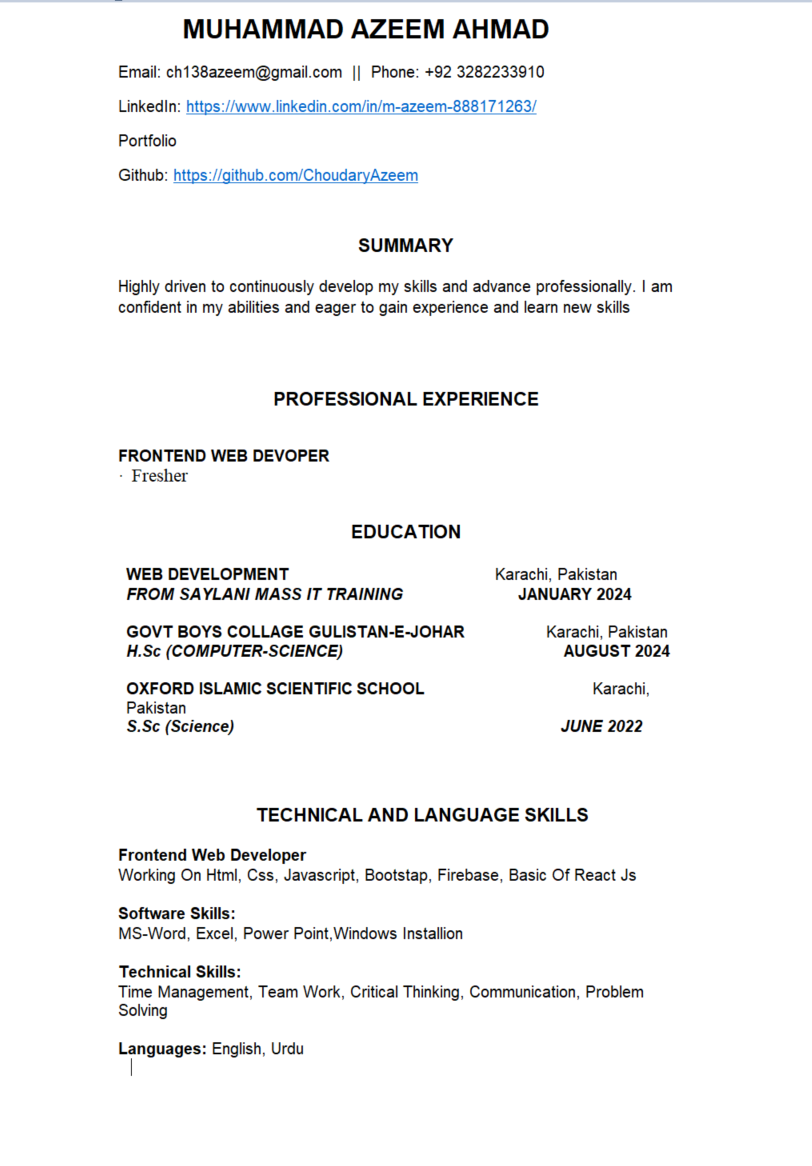 MUHAMMAD AZEEM AHMAD
Email: ch138azeem@gmail.com || Phone: +92 3282233910
LinkedIn: https://www.linkedin.com/in/m-azeem-888171263/
Portfolio
Github: https://github.com/ChoudaryAzeem
SUMMARY
Highly driven to continuously develop my skills and advance professionally. I am
confident in my abilities and eager to gain experience and learn new skills
PROFESSIONAL EXPERIENCE
FRONTEND WEB DEVOPER
· Fresher
EDUCATION
WEB DEVELOPMENT Karachi, Pakistan
FROM SAYLANI MASS IT TRAINING JANUARY 2024
GOVT BOYS COLLAGE GULISTAN-E-JOHAR Karachi, Pakistan
H.Sc (COMPUTER-SCIENCE) AUGUST 2024
OXFORD ISLAMIC SCIENTIFIC SCHOOL Karachi,
Pakistan
S.Sc (Science) JUNE 2022
TECHNICAL AND LANGUAGE SKILLS
Frontend Web Developer
Working On Html, Css, Javascript, Bootstap, Firebase, Basic Of React Js
Software Skills:
MS-Word, Excel, Power Point,Windows Installion
Technical Skills:
Time Management, Team Work, Critical Thinking, Communication, Problem
Solving
Languages: English, Urdu